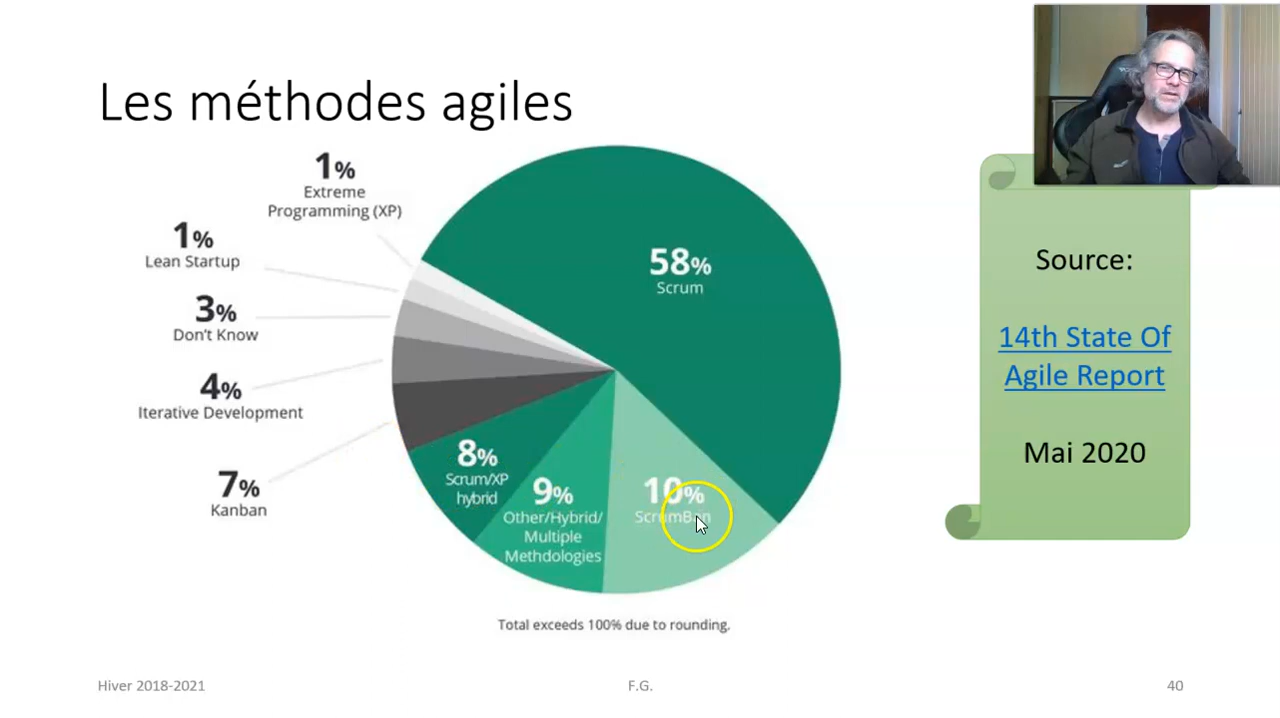 Les méthodes agiles
1%
Extreme
Programming (XP)
1%
Lean Startup
3%
Don't Know
4%
Iterative Development
7%
Kanban
58%
Scrum
8%
Scrum/XP
hybrid
9%
Other/Hybrid/
Multiple
Methdologies
10%
ScrumBan
Total exceeds 100% due to rounding.
Source:
14th State Of
Agile Report
Mai 2020
Hiver 2018-2021
F.G.
40